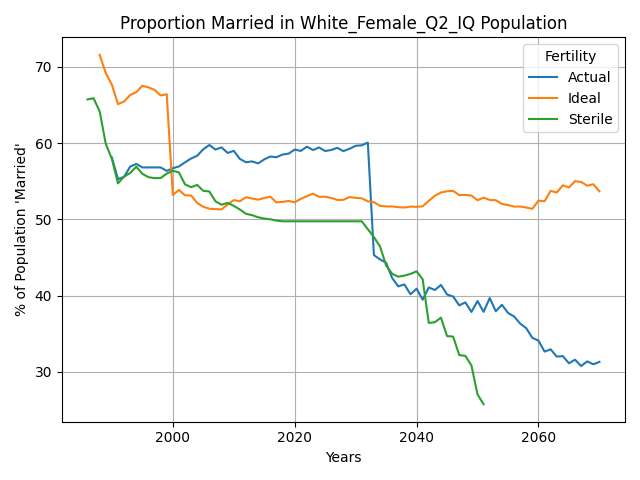 Proportion Married in White_Female_Q2_IQ Population
% of Population 'Married'
70
60
50
40
30
Fertility
Actual
Ideal
Sterile
2000
2020
2040
2060
Years